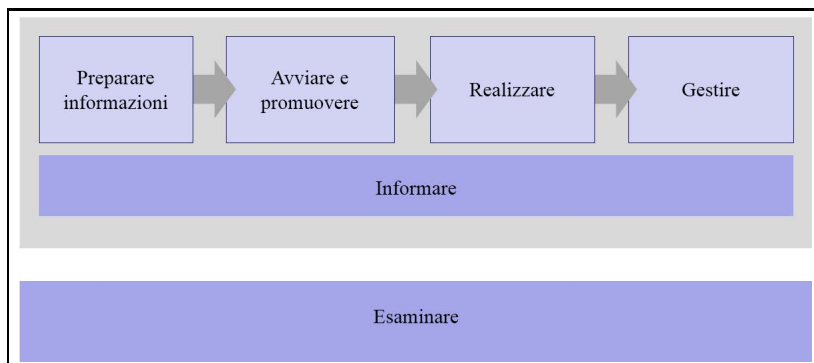 Preparare
informazioni
Avviare e
promuovere
Realizzare
Gestire
Informare
Esaminare